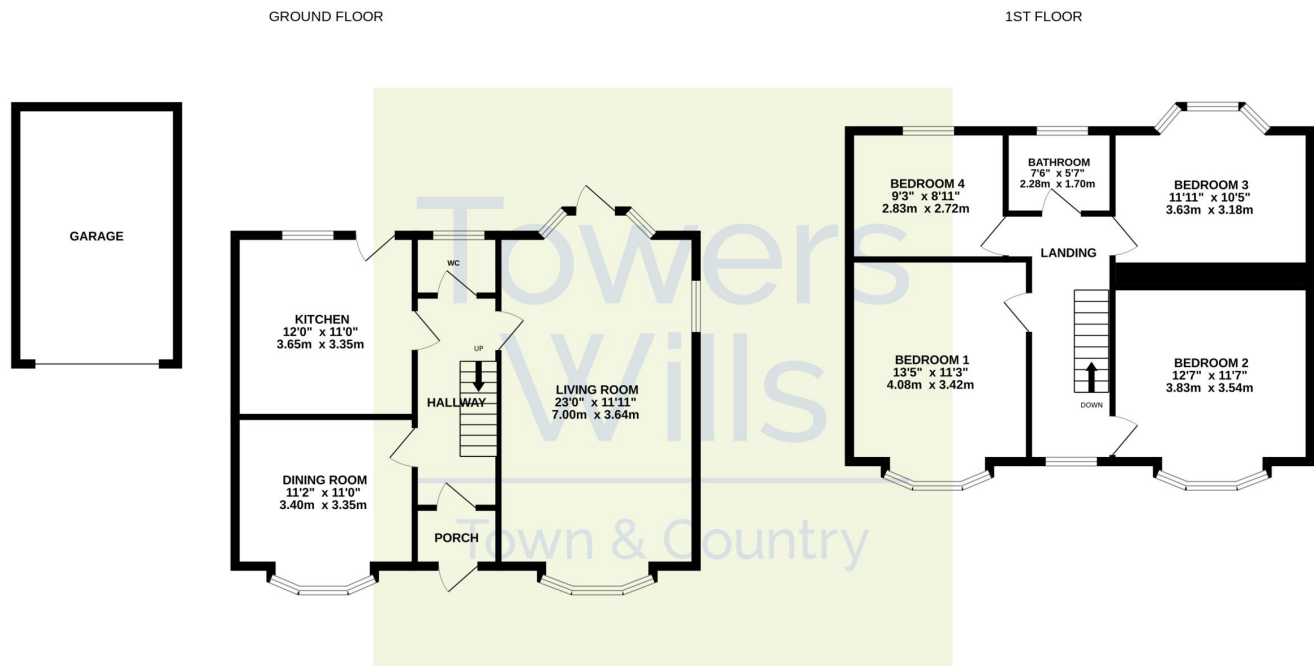 GROUND FLOOR
1ST FLOOR
GARAGE
KITCHEN
12'0" x 11'0"
3.65m x 3.35m
WC
UP
HALLWAY
LIVING ROOM
23'0" x 11'11"
7.00m x 3.64m
DINING ROOM
11'2" x 11'0"
3.40m x 3.35m
PORCH
BEDROOM 4
9'3" x 8'11"
2.83m x 2.72m
BATHROOM
7'6" x 5'7"
2.28m x 1.70m
BEDROOM 3
11'11" x 10'5"
3.63m x 3.18m
LANDING
BEDROOM 1
13'5" x 11'3"
4.08m x 3.42m
BEDROOM 2
12'7" x 11'7"
3.83m x 3.54m
DOWN
Towers
Wills
Town & Country